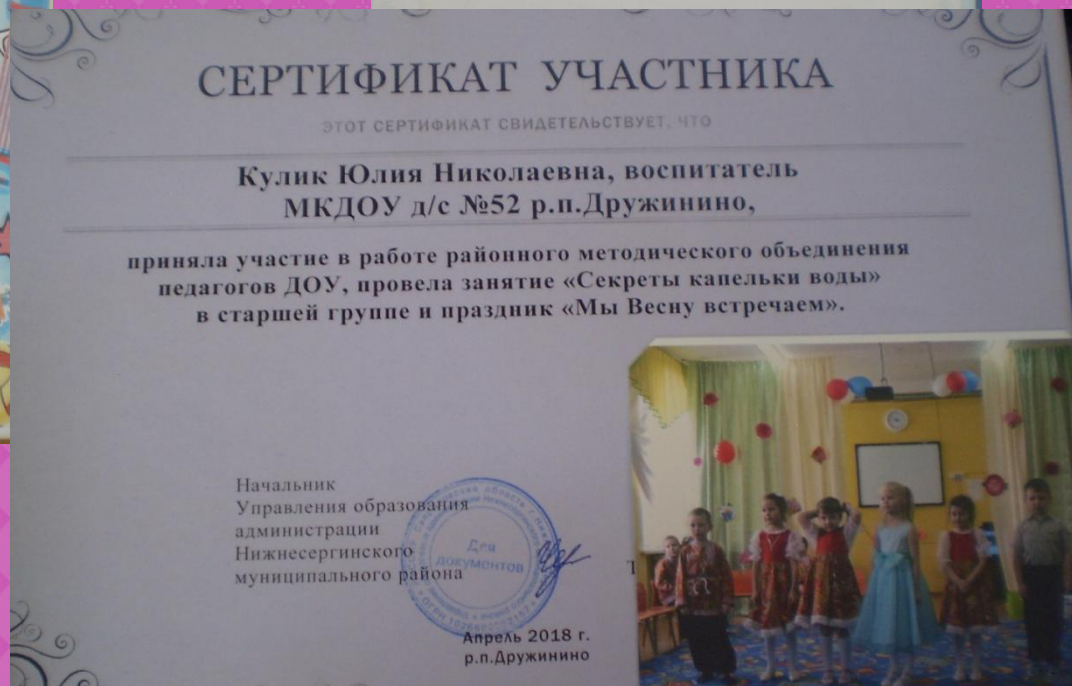 СЕРТИФИКАТ УЧАСТНИКА
ЭТОТ СЕРТИФИКАТ СВИДЕТЕЛЬСТВУЕТ, ЧТО
Кулик Юлия Николаевна, воспитатель
МКДОУ д/с №52 р.п.Дружинино,
приняла участие в работе районного методического объединения
педагогов ДОУ, провела занятие «Секреты капельки воды»
в старшей группе и праздник «Мы Весну встречаем».
Начальник
Управления образования
администрации
Нижнесергинского
муниципального района
Для
документов
Т
Апрель 2018 г.
р.п.Дружинино